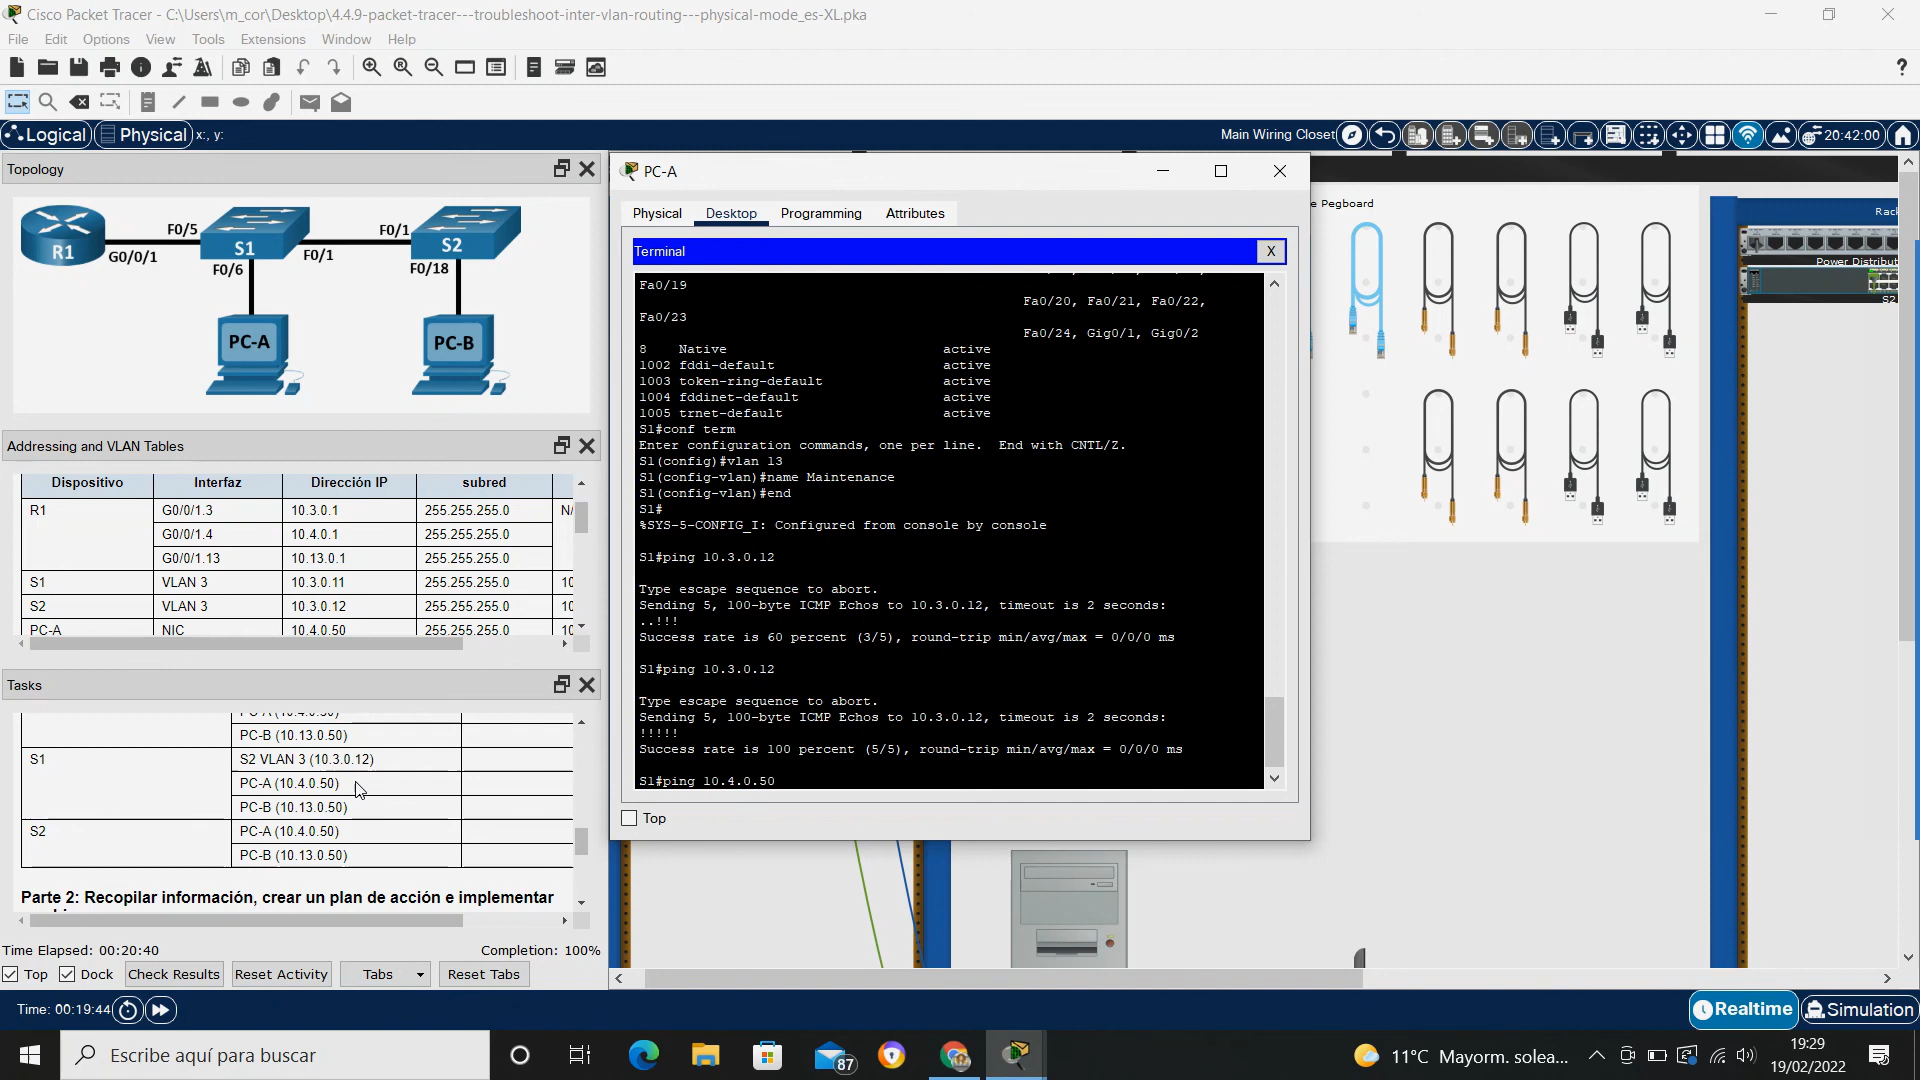 Cisco Packet Tracer - C:\Users\m_cor\Desktop\4.4.9-packet-tracer---troubleshoot-inter-vlan-routing---physical-mode_es-XL.pka
File Edit Options View Tools Extensions Window Help
Logical Physical x:, y:
Main Wiring Closet
20:42:00
Topology
R1
G0/0/1
F0/5
S1
F0/6
F0/1
F0/1
S2
F0/18
PC-A
PC-B
Addressing and VLAN Tables
Dispositivo Interfaz Dirección IP subred
R1 G0/0/1.3 10.3.0.1 255.255.255.0 N/
G0/0/1.4 10.4.0.1 255.255.255.0
G0/0/1.13 10.13.0.1 255.255.255.0
S1 VLAN 3 10.3.0.11 255.255.255.0 10
S2 VLAN 3 10.3.0.12 255.255.255.0 10
PC-A NIC 10.4.0.50 255.255.255.0 10
Tasks
PC-A (10.4.0.50)
PC-B (10.13.0.50)
S1 S2 VLAN 3 (10.3.0.12)
PC-A (10.4.0.50)
PC-B (10.13.0.50)
S2 PC-A (10.4.0.50)
PC-B (10.13.0.50)
Parte 2: Recopilar información, crear un plan de acción e implementar
Time Elapsed: 00:20:40 Completion: 100%
Top Dock Check Results Reset Activity Tabs Reset Tabs
PC-A
Physical Desktop Programming Attributes
Terminal X
Fa0/19
Fa0/20, Fa0/21, Fa0/22,
Fa0/23
Fa0/24, Gig0/1, Gig0/2
8 Native active
1002 fddi-default active
1003 token-ring-default active
1004 fddinet-default active
1005 trnet-default active
S1#conf term
Enter configuration commands, one per line. End with CNTL/Z.
S1(config)#vlan 13
S1(config-vlan)#name Maintenance
S1(config-vlan)#end
S1#
%SYS-5-CONFIG_I: Configured from console by console
S1#ping 10.3.0.12
Type escape sequence to abort.
Sending 5, 100-byte ICMP Echos to 10.3.0.12, timeout is 2 seconds:
..!!!
Success rate is 60 percent (3/5), round-trip min/avg/max = 0/0/0 ms
S1#ping 10.3.0.12
Type escape sequence to abort.
Sending 5, 100-byte ICMP Echos to 10.3.0.12, timeout is 2 seconds:
!!!!!
Success rate is 100 percent (5/5), round-trip min/avg/max = 0/0/0 ms
S1#ping 10.4.0.50
Top
e Pegboard
Rack
Power Distribut
S2
Time: 00:19:44
Realtime Simulation
Escribe aquí para buscar
87
11°C Mayorm. solea...
19:29
19/02/2022